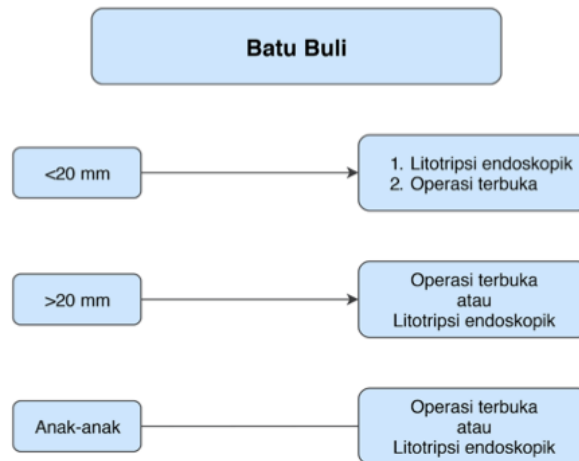 Batu Buli
<20 mm
1. Litotripsi endoskopik
2. Operasi terbuka
>20 mm
Operasi terbuka
atau
Litotripsi endoskopik
Anak-anak
Operasi terbuka
atau
Litotripsi endoskopik